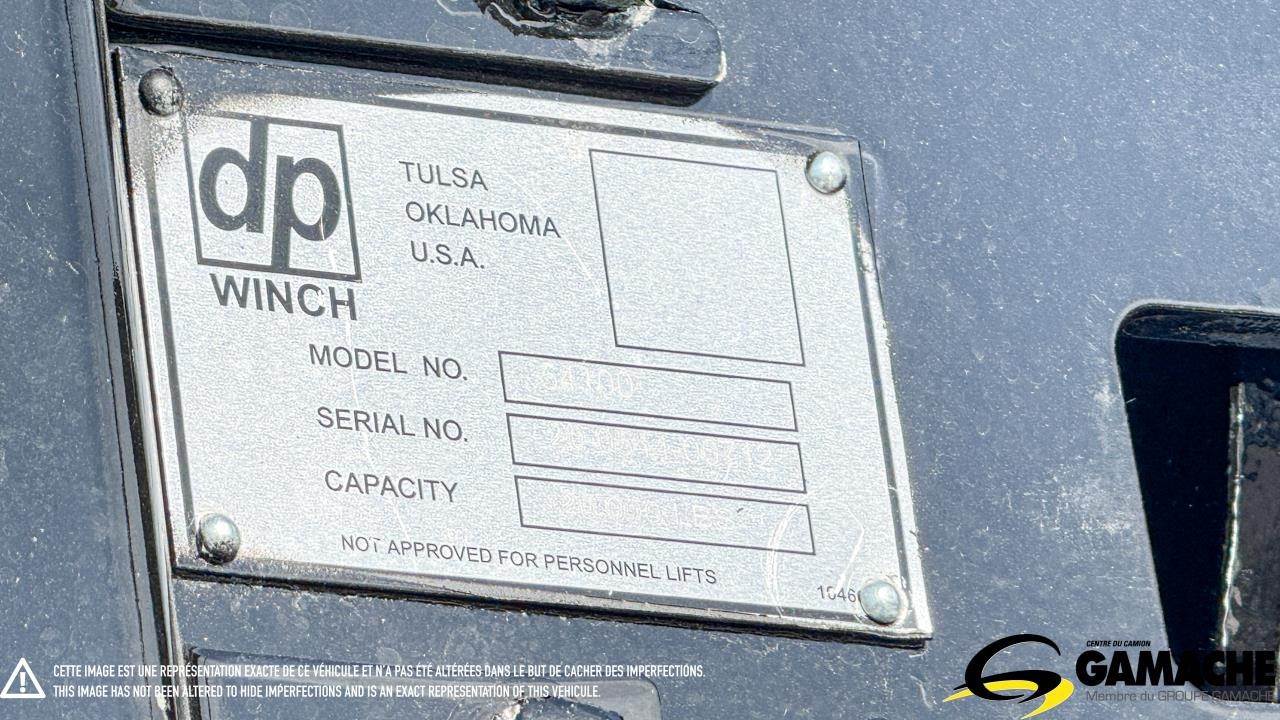 dp
WINCH
TULSA
OKLAHOMA
U.S.A.
MODEL NO.
SERIAL NO.
CAPACITY
NOT APPROVED FOR PERSONNEL LIFTS
CETTE IMAGE EST UNE REPRÉSENTATION EXACTE DE CE VÉHICULE ET N'A PAS ÉTÉ ALTÉRÉES DANS LE BUT DE CACHER DES IMPERFECTIONS.
THIS IMAGE HAS NOT BEEN ALTERED TO HIDE IMPERFECTIONS AND IS AN EXACT REPRESENTATION OF THIS VEHICULE.
CENTRE DU CAMION
GAMACHE
Membre du GROUPE GAMACHE